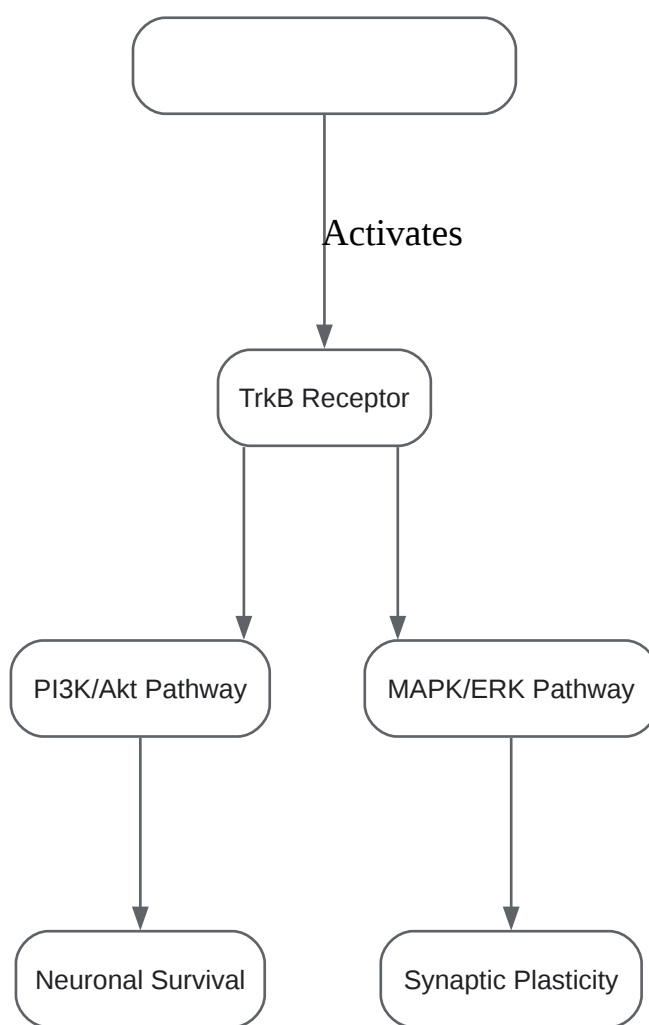 Activates
TrkB Receptor
PI3K/Akt Pathway
MAPK/ERK Pathway
Neuronal Survival
Synaptic Plasticity